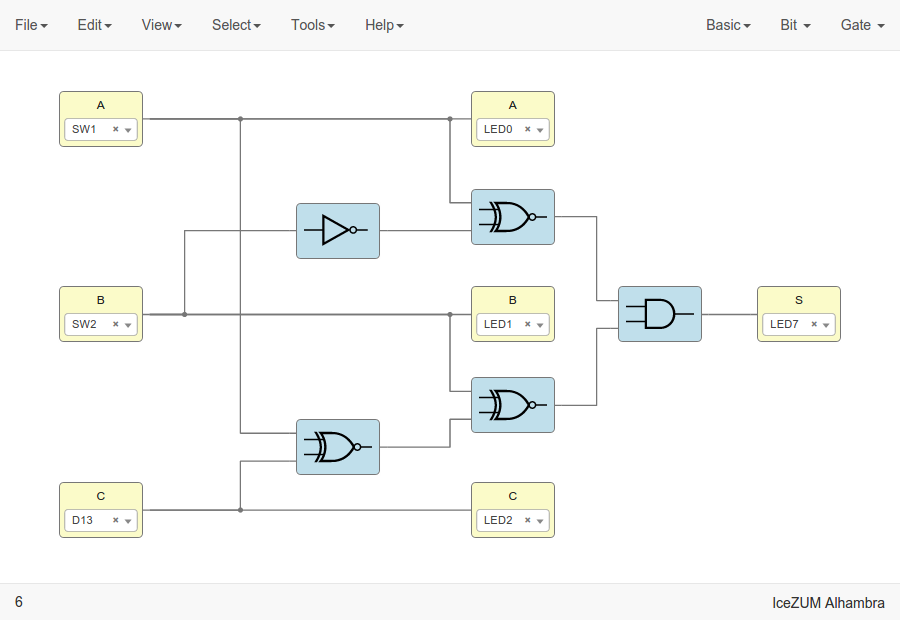 File Edit View Select Tools Help Basic Bit Gate
A
SW1 ×
A
LED0 ×
B
SW2 ×
B
LED1 ×
S
LED7 ×
C
D13 ×
C
LED2 ×
6
IceZUM Alhambra